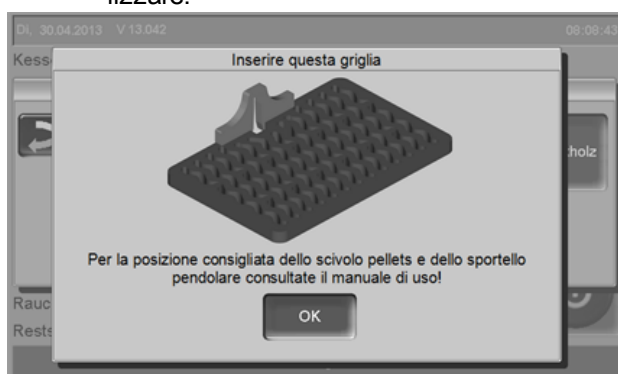 lizzare.
Di, 30.04.2013 V 13.042 08:08:43
Kess
Inserire questa griglia
holz
Per la posizione consigliata dello scivolo pellets e dello sportello
pendolare consultate il manuale di uso!
OK
Rauc
Reste